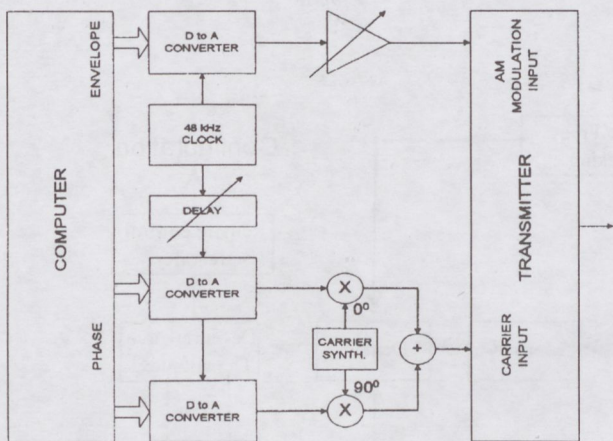 COMPUTER
ENVELOPE
PHASE
D to A
CONVERTER
48 kHz
CLOCK
DELAY
D to A
CONVERTER
D to A
CONVERTER
X
0°
CARRIER
SYNTH.
90°
X
+
AM
MODULATION
INPUT
TRANSMITTER
CARRIER
INPUT